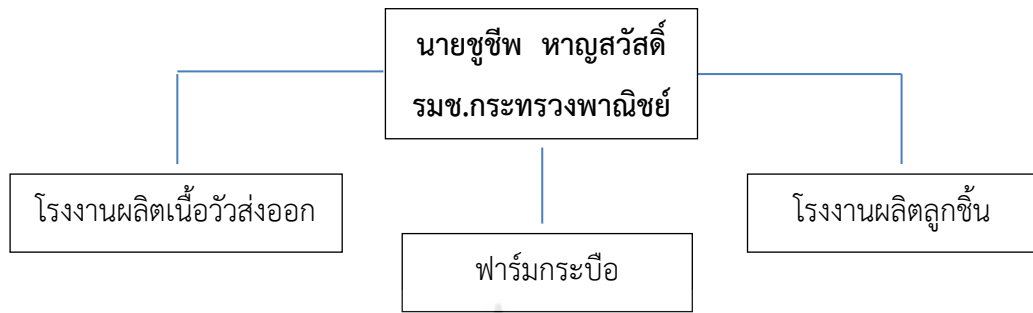 นายชูชีพ หาญสวัสดิ์
รมช.กระทรวงพาณิชย์
โรงงานผลิตเนื้อวัวส่งออก
โรงงานผลิตลูกชิ้น
ฟาร์มกระบือ